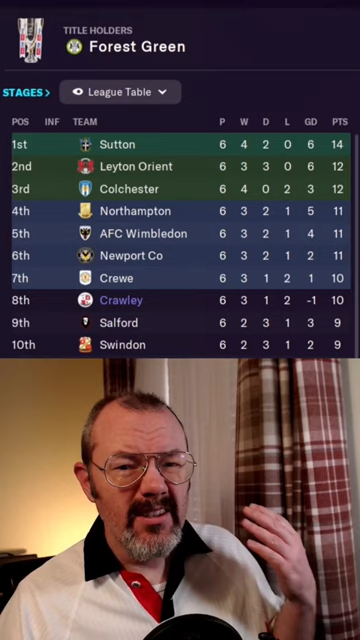 TITLE HOLDERS
Forest Green
STAGES> League Table
POS INF TEAM P W D L GD PTS
1st Sutton 6 4 2 0 6 14
2nd Leyton Orient 6 3 3 0 6 12
3rd Colchester 6 4 0 2 3 12
4th Northampton 6 3 2 1 5 11
5th AFC Wimbledon 6 3 2 1 4 11
6th Newport Co 6 3 2 1 2 11
7th Crewe 6 3 1 2 1 10
8th Crawley 6 3 1 2 -1 10
9th Salford 6 2 3 1 3 9
10th Swindon 6 2 3 1 2 9